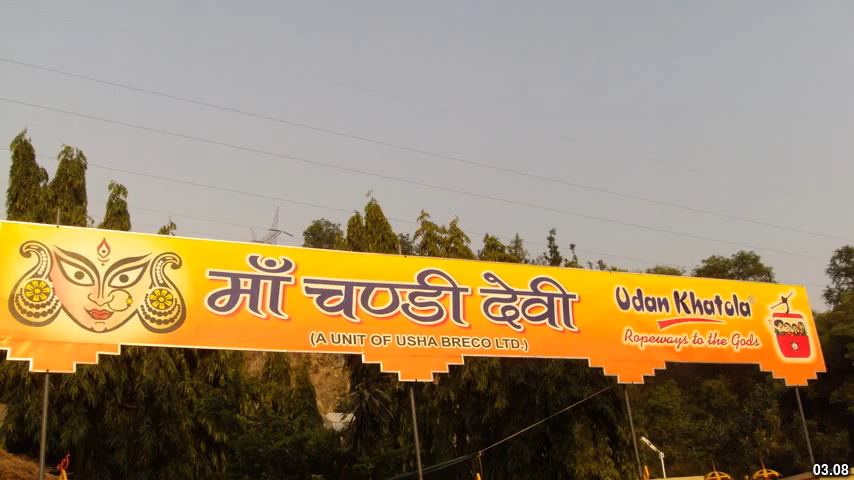 माँ चण्डी देवी
(A UNIT OF USHA BRECO LTD.)
Udan Khatola®
Ropeways to the Gods
03.08